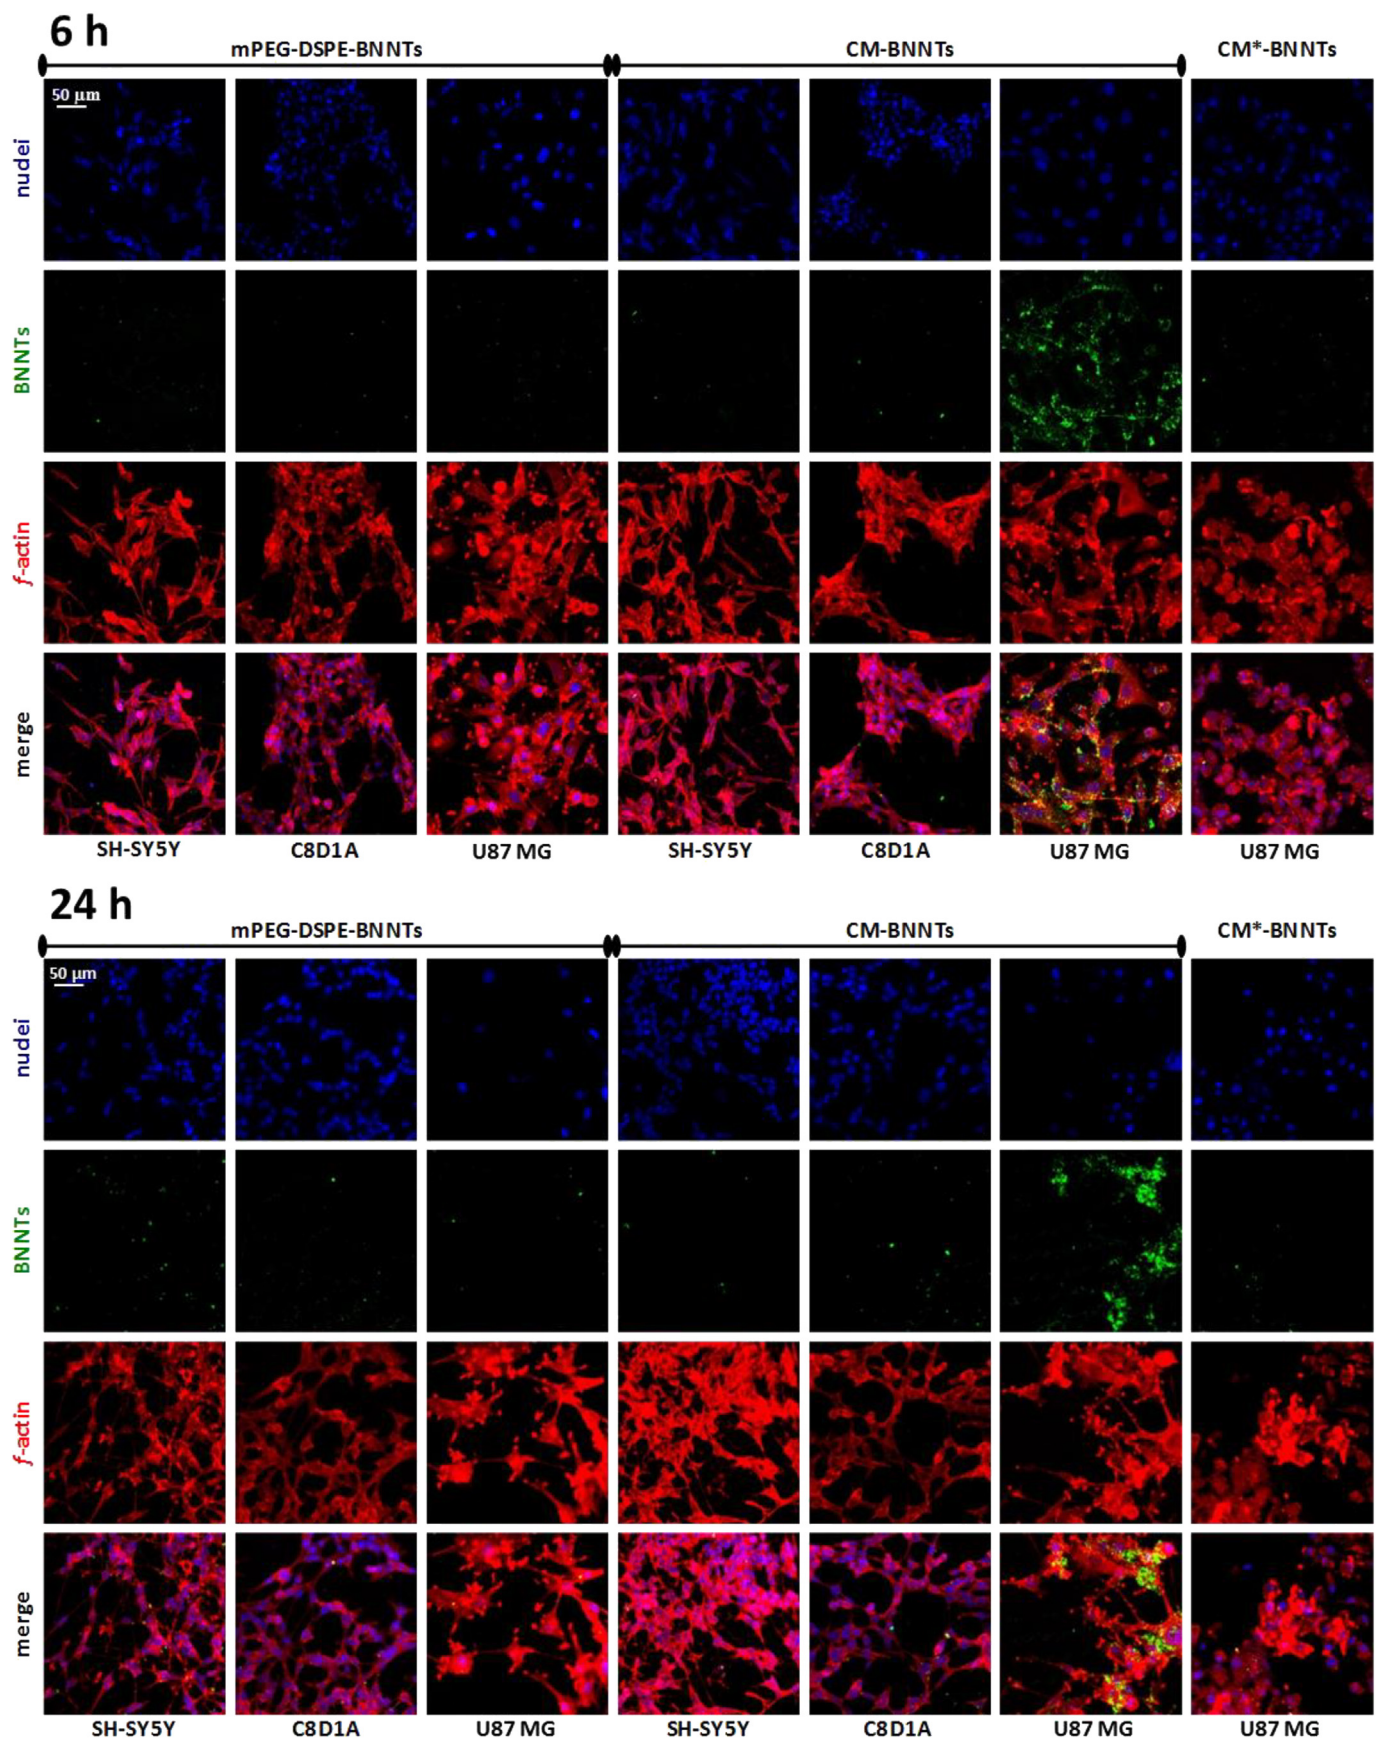 6 h
mPEG-DSPE-BNNTs CM-BNNTs CM*-BNNTs
50 µm
nudei
BNNTs
f-actin
merge
SH-SY5Y C8D1A U87 MG SH-SY5Y C8D1A U87 MG U87 MG
24 h
mPEG-DSPE-BNNTs CM-BNNTs CM*-BNNTs
50 µm
nudei
BNNTs
f-actin
merge
SH-SY5Y C8D1A U87 MG SH-SY5Y C8D1A U87 MG U87 MG